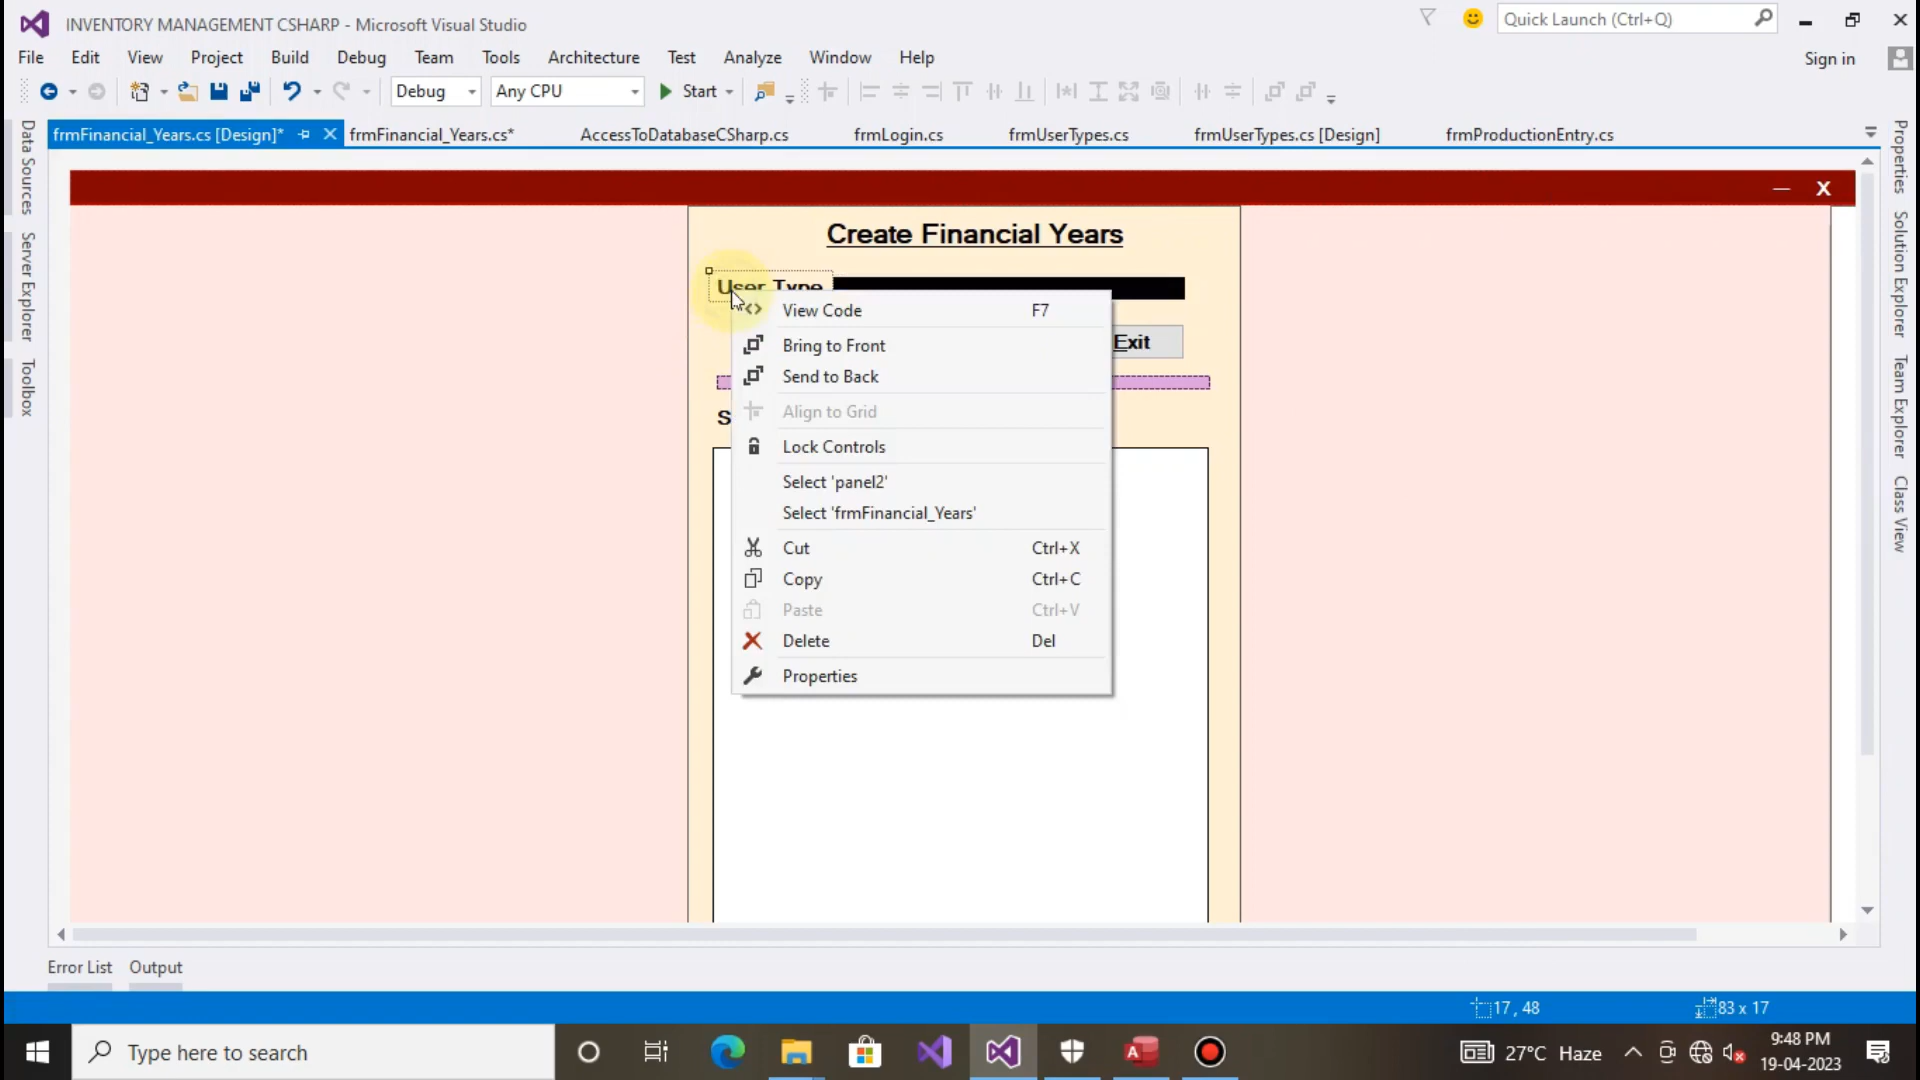 INVENTORY MANAGEMENT CSHARP - Microsoft Visual Studio
Quick Launch (Ctrl+Q)
File Edit View Project Build Debug Team Tools Architecture Test Analyze Window Help
Sign in
Debug Any CPU Start
frmFinancial_Years.cs [Design]* frmFinancial_Years.cs* AccessToDatabaseCSharp.cs frmLogin.cs frmUserTypes.cs frmUserTypes.cs [Design] frmProductionEntry.cs
Data Sources
Server Explorer
Toolbox
Properties
Solution Explorer
Team Explorer
Class View
X
Create Financial Years
User Type
View Code F7
Bring to Front
Exit
Send to Back
Align to Grid
S
Lock Controls
Select 'panel2'
Select 'frmFinancial_Years'
Cut Ctrl+X
Copy Ctrl+C
Paste Ctrl+V
Delete Del
Properties
Error List Output
17 , 48
83 x 17
Type here to search
A
27°C Haze
9:48 PM
19-04-2023